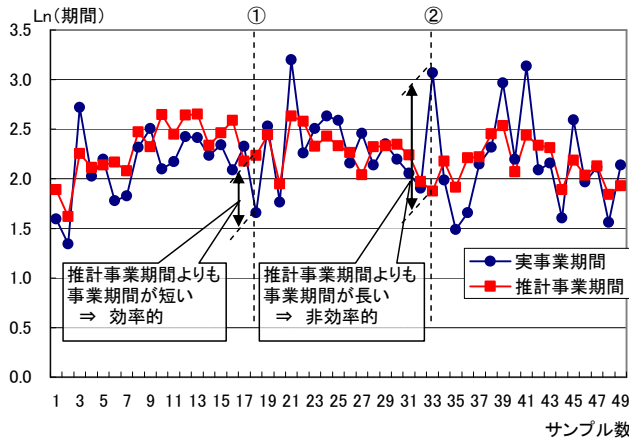 Ln(期間)
①
②
3.5
3.0
2.5
2.0
1.5
1.0
0.5
0.0
推計事業期間よりも
事業期間が短い
⇒ 効率的
推計事業期間よりも
事業期間が長い
⇒ 非効率的
実事業期間
推計事業期間
1 3 5 7 9 11 13 15 17 19 21 23 25 27 29 31 33 35 37 39 41 43 45 47 49
サンプル数